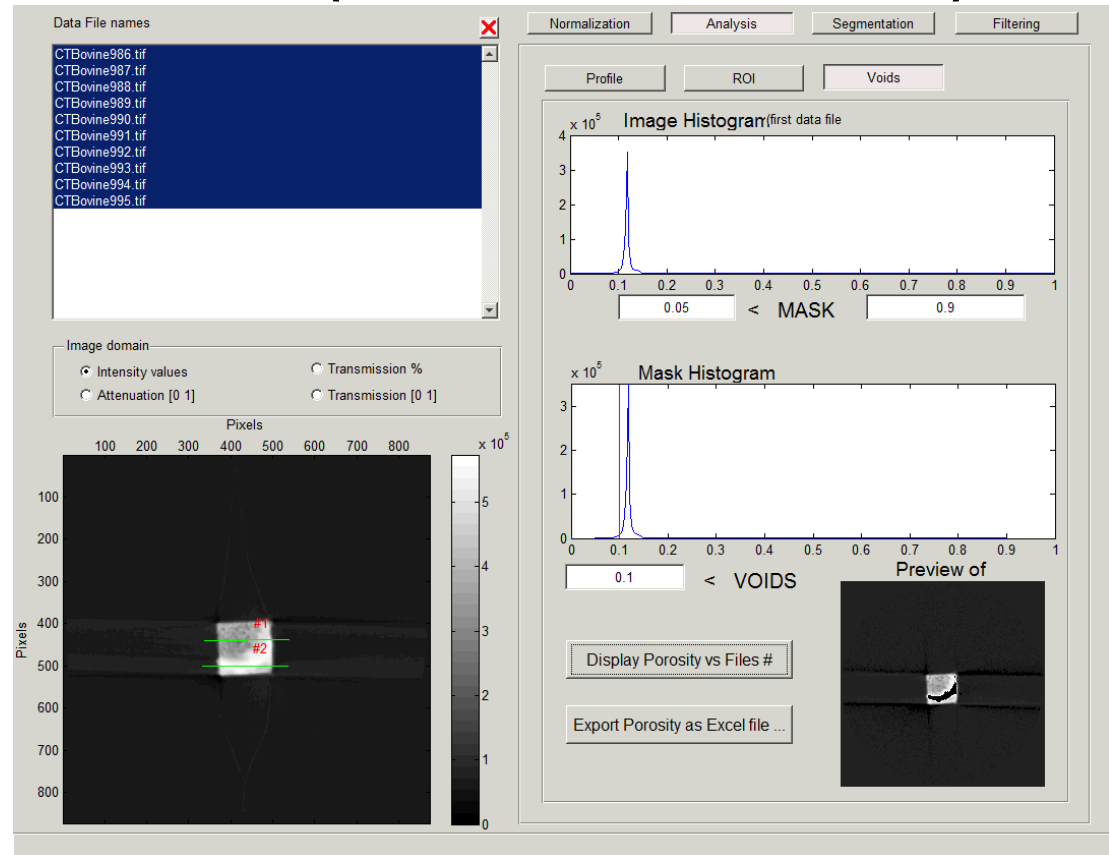 Data File names
CTBovine986.tif
CTBovine987.tif
CTBovine988.tif
CTBovine989.tif
CTBovine990.tif
CTBovine991.tif
CTBovine992.tif
CTBovine993.tif
CTBovine994.tif
CTBovine995.tif
Image domain
Intensity values
Transmission %
Attenuation [0 1]
Transmission [0 1]
Pixels
100 200 300 400 500 600 700 800
x 10^5
100
200
300
400
500
600
700
800
Pixels
#1
#2
5
4
3
2
1
0
Normalization Analysis Segmentation Filtering
Profile ROI Voids
x 10^5 Image Histogram(first data file
4
3
2
1
0
0 0.1 0.2 0.3 0.4 0.5 0.6 0.7 0.8 0.9 1
0.05 < MASK 0.9
x 10^5 Mask Histogram
3
2
1
0
0 0.1 0.2 0.3 0.4 0.5 0.6 0.7 0.8 0.9 1
0.1 < VOIDS
Preview of
Display Porosity vs Files #
Export Porosity as Excel file ...